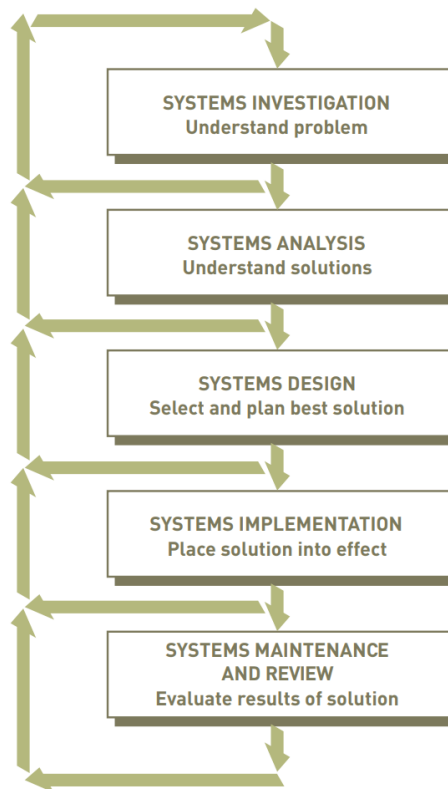 SYSTEMS INVESTIGATION
Understand problem
SYSTEMS ANALYSIS
Understand solutions
SYSTEMS DESIGN
Select and plan best solution
SYSTEMS IMPLEMENTATION
Place solution into effect
SYSTEMS MAINTENANCE
AND REVIEW
Evaluate results of solution